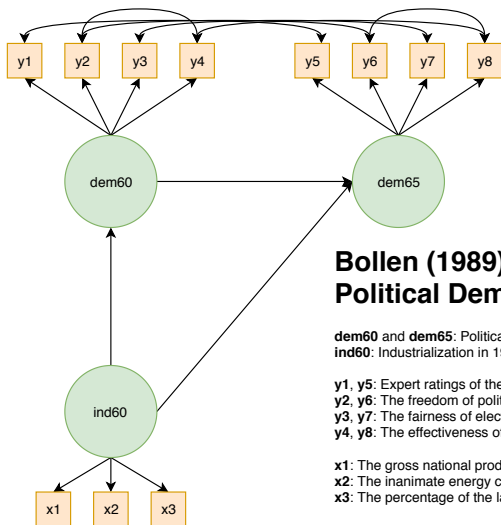 y1 y2 y3 y4 y5 y6 y7 y8
dem60 dem65
Bollen (1989)
Political Dem
dem60 and dem65: Politica
ind60: Industrialization in 19
y1, y5: Expert ratings of the
y2, y6: The freedom of polit
y3, y7: The fairness of elec
y4, y8: The effectiveness of
ind60
x1: The gross national prod
x2: The inanimate energy c
x3: The percentage of the la
x1 x2 x3